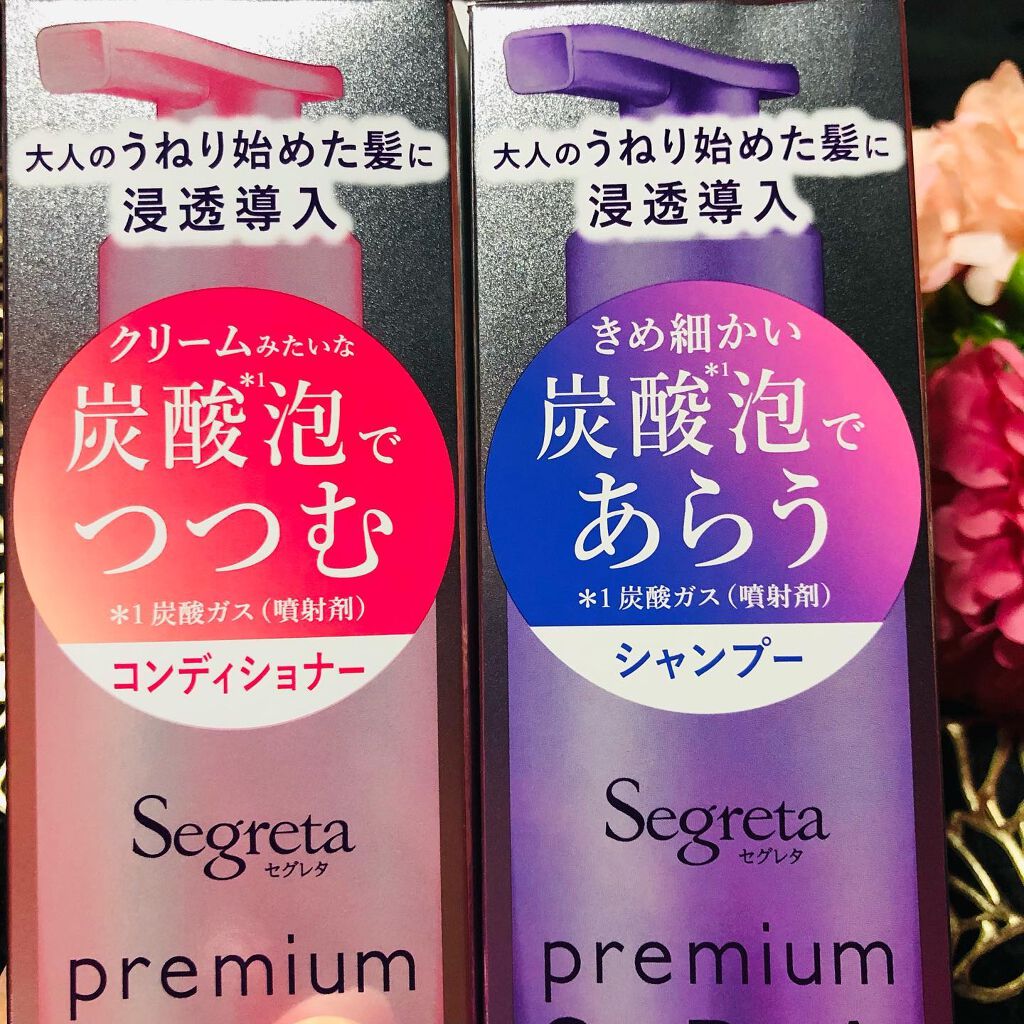 大人のうねり始めた髪に
浸透導入
クリームみたいな
炭酸*1泡で
つつむ
*1炭酸ガス（噴射剤）
コンディショナー
Segreta
セグレタ
premium
大人のうねり始めた髪に
浸透導入
きめ細かい
炭酸*1泡で
あらう
*1炭酸ガス（噴射剤）
シャンプー
Segreta
セグレタ
premium